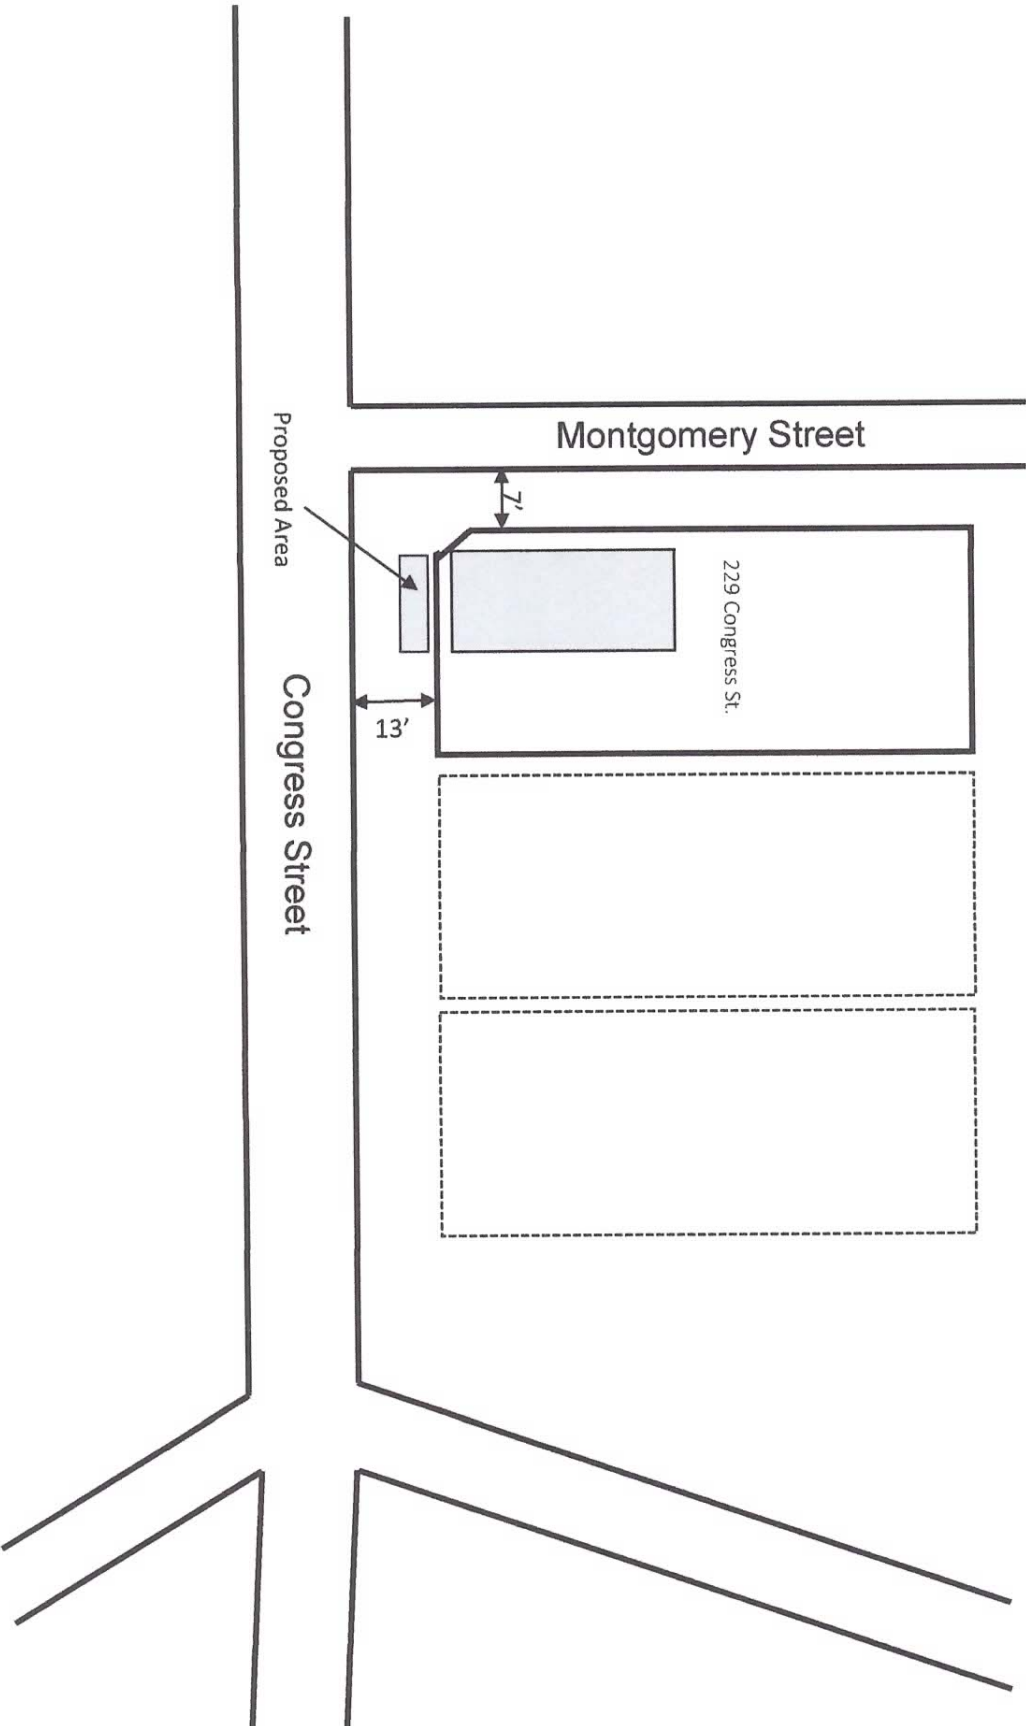 Montgomery Street
7'
229 Congress St.
Proposed Area
13’
Congress Street